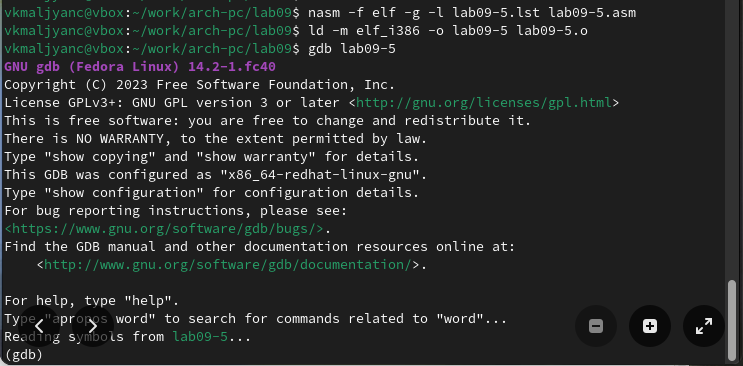 vkmaljyanc@vbox:~/work/arch-pc/lab09$ nasm -f elf -g -l lab09-5.lst lab09-5.asm
vkmaljyanc@vbox:~/work/arch-pc/lab09$ ld -m elf_i386 -o lab09-5 lab09-5.o
vkmaljyanc@vbox:~/work/arch-pc/lab09$ gdb lab09-5
GNU gdb (Fedora Linux) 14.2-1.fc40
Copyright (C) 2023 Free Software Foundation, Inc.
License GPLv3+: GNU GPL version 3 or later <http://gnu.org/licenses/gpl.html>
This is free software: you are free to change and redistribute it.
There is NO WARRANTY, to the extent permitted by law.
Type "show copying" and "show warranty" for details.
This GDB was configured as "x86_64-redhat-linux-gnu".
Type "show configuration" for configuration details.
For bug reporting instructions, please see:
<https://www.gnu.org/software/gdb/bugs/>.
Find the GDB manual and other documentation resources online at:
    <http://www.gnu.org/software/gdb/documentation/>.

For help, type "help".
Type "apropos word" to search for commands related to "word"...
Reading symbols from lab09-5...
(gdb)